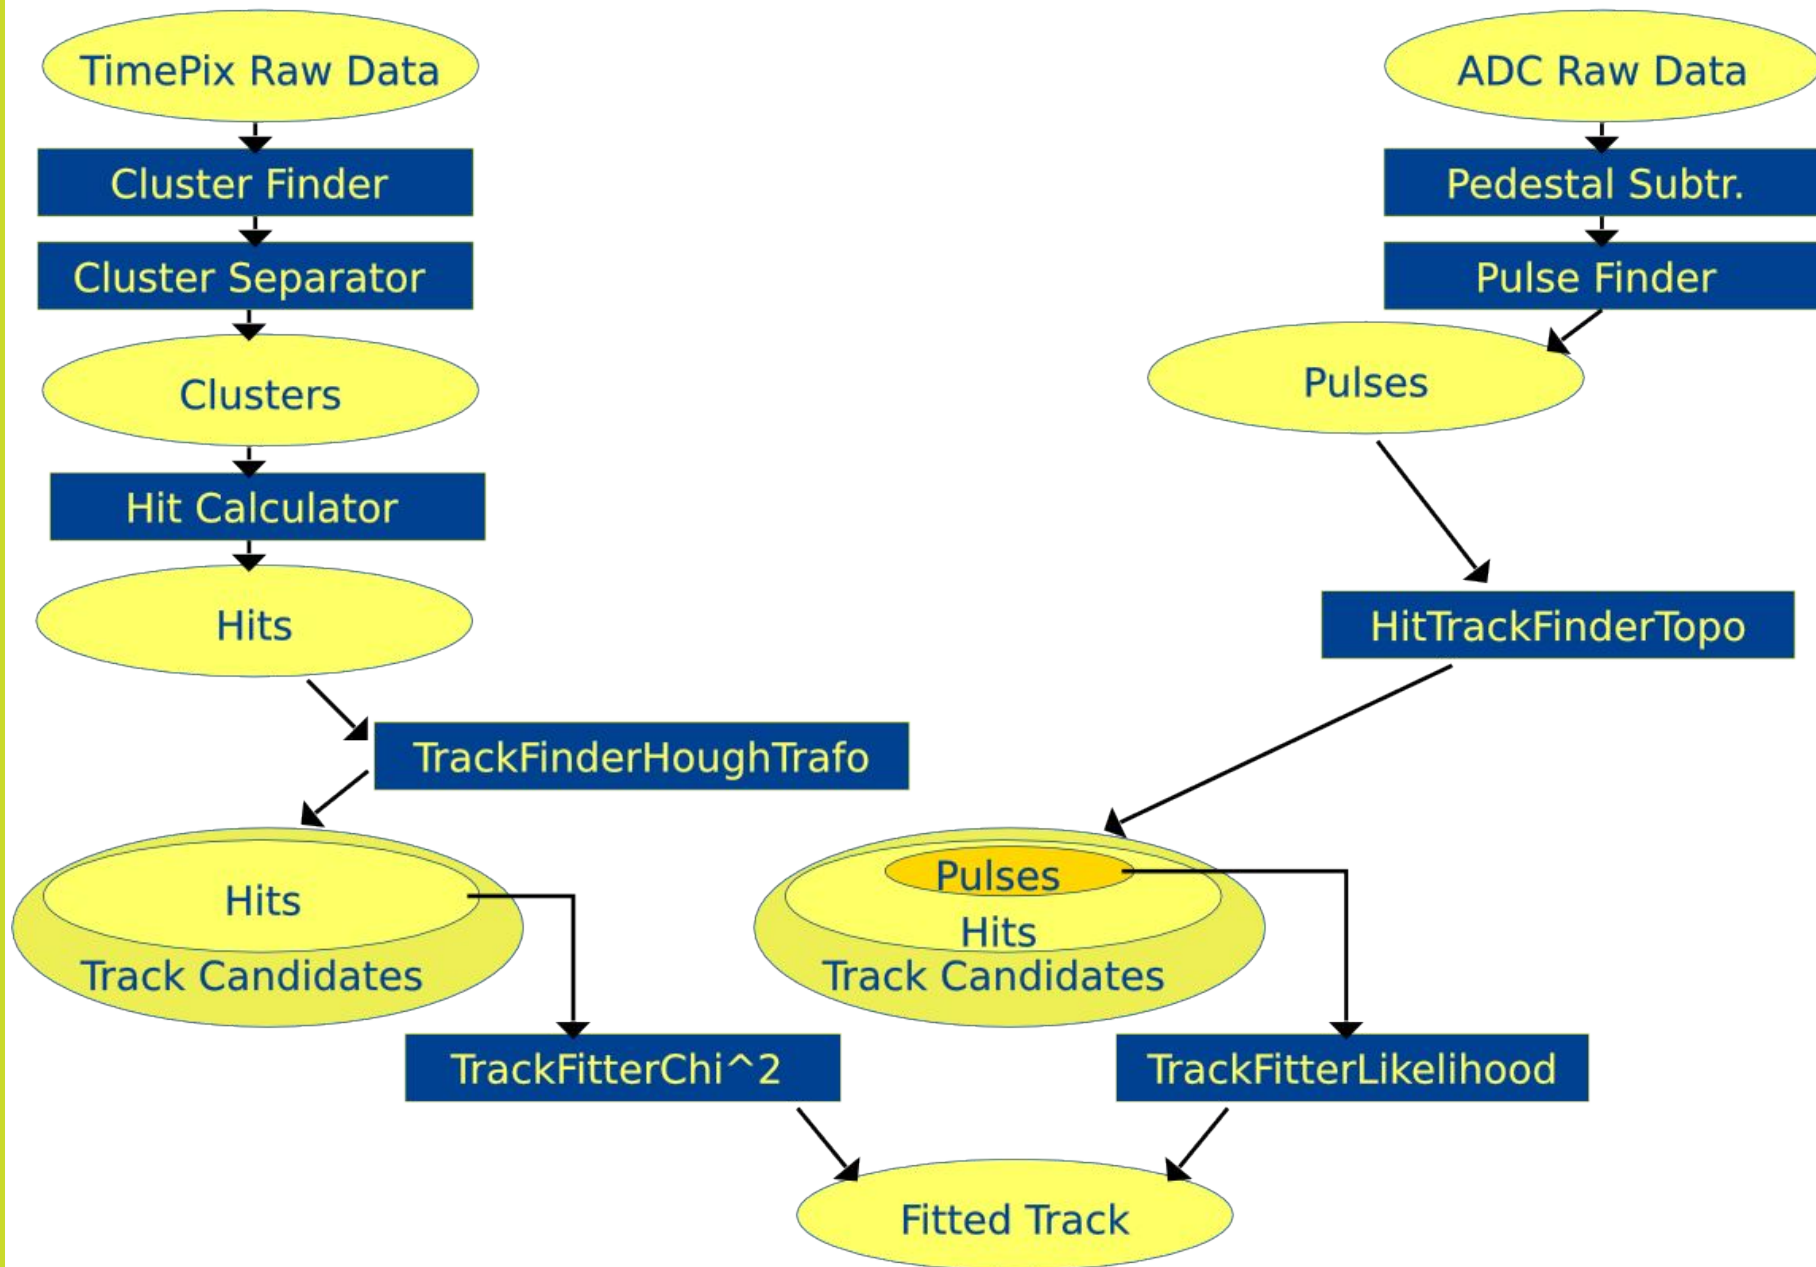 TimePix Raw Data
ADC Raw Data
Cluster Finder
Pedestal Subtr.
Cluster Separator
Pulse Finder
Clusters
Pulses
Hit Calculator
Hits
HitTrackFinderTopo
TrackFinderHoughTrafo
Hits
Track Candidates
Pulses
Hits
Track Candidates
TrackFitterChi^2
TrackFitterLikelihood
Fitted Track